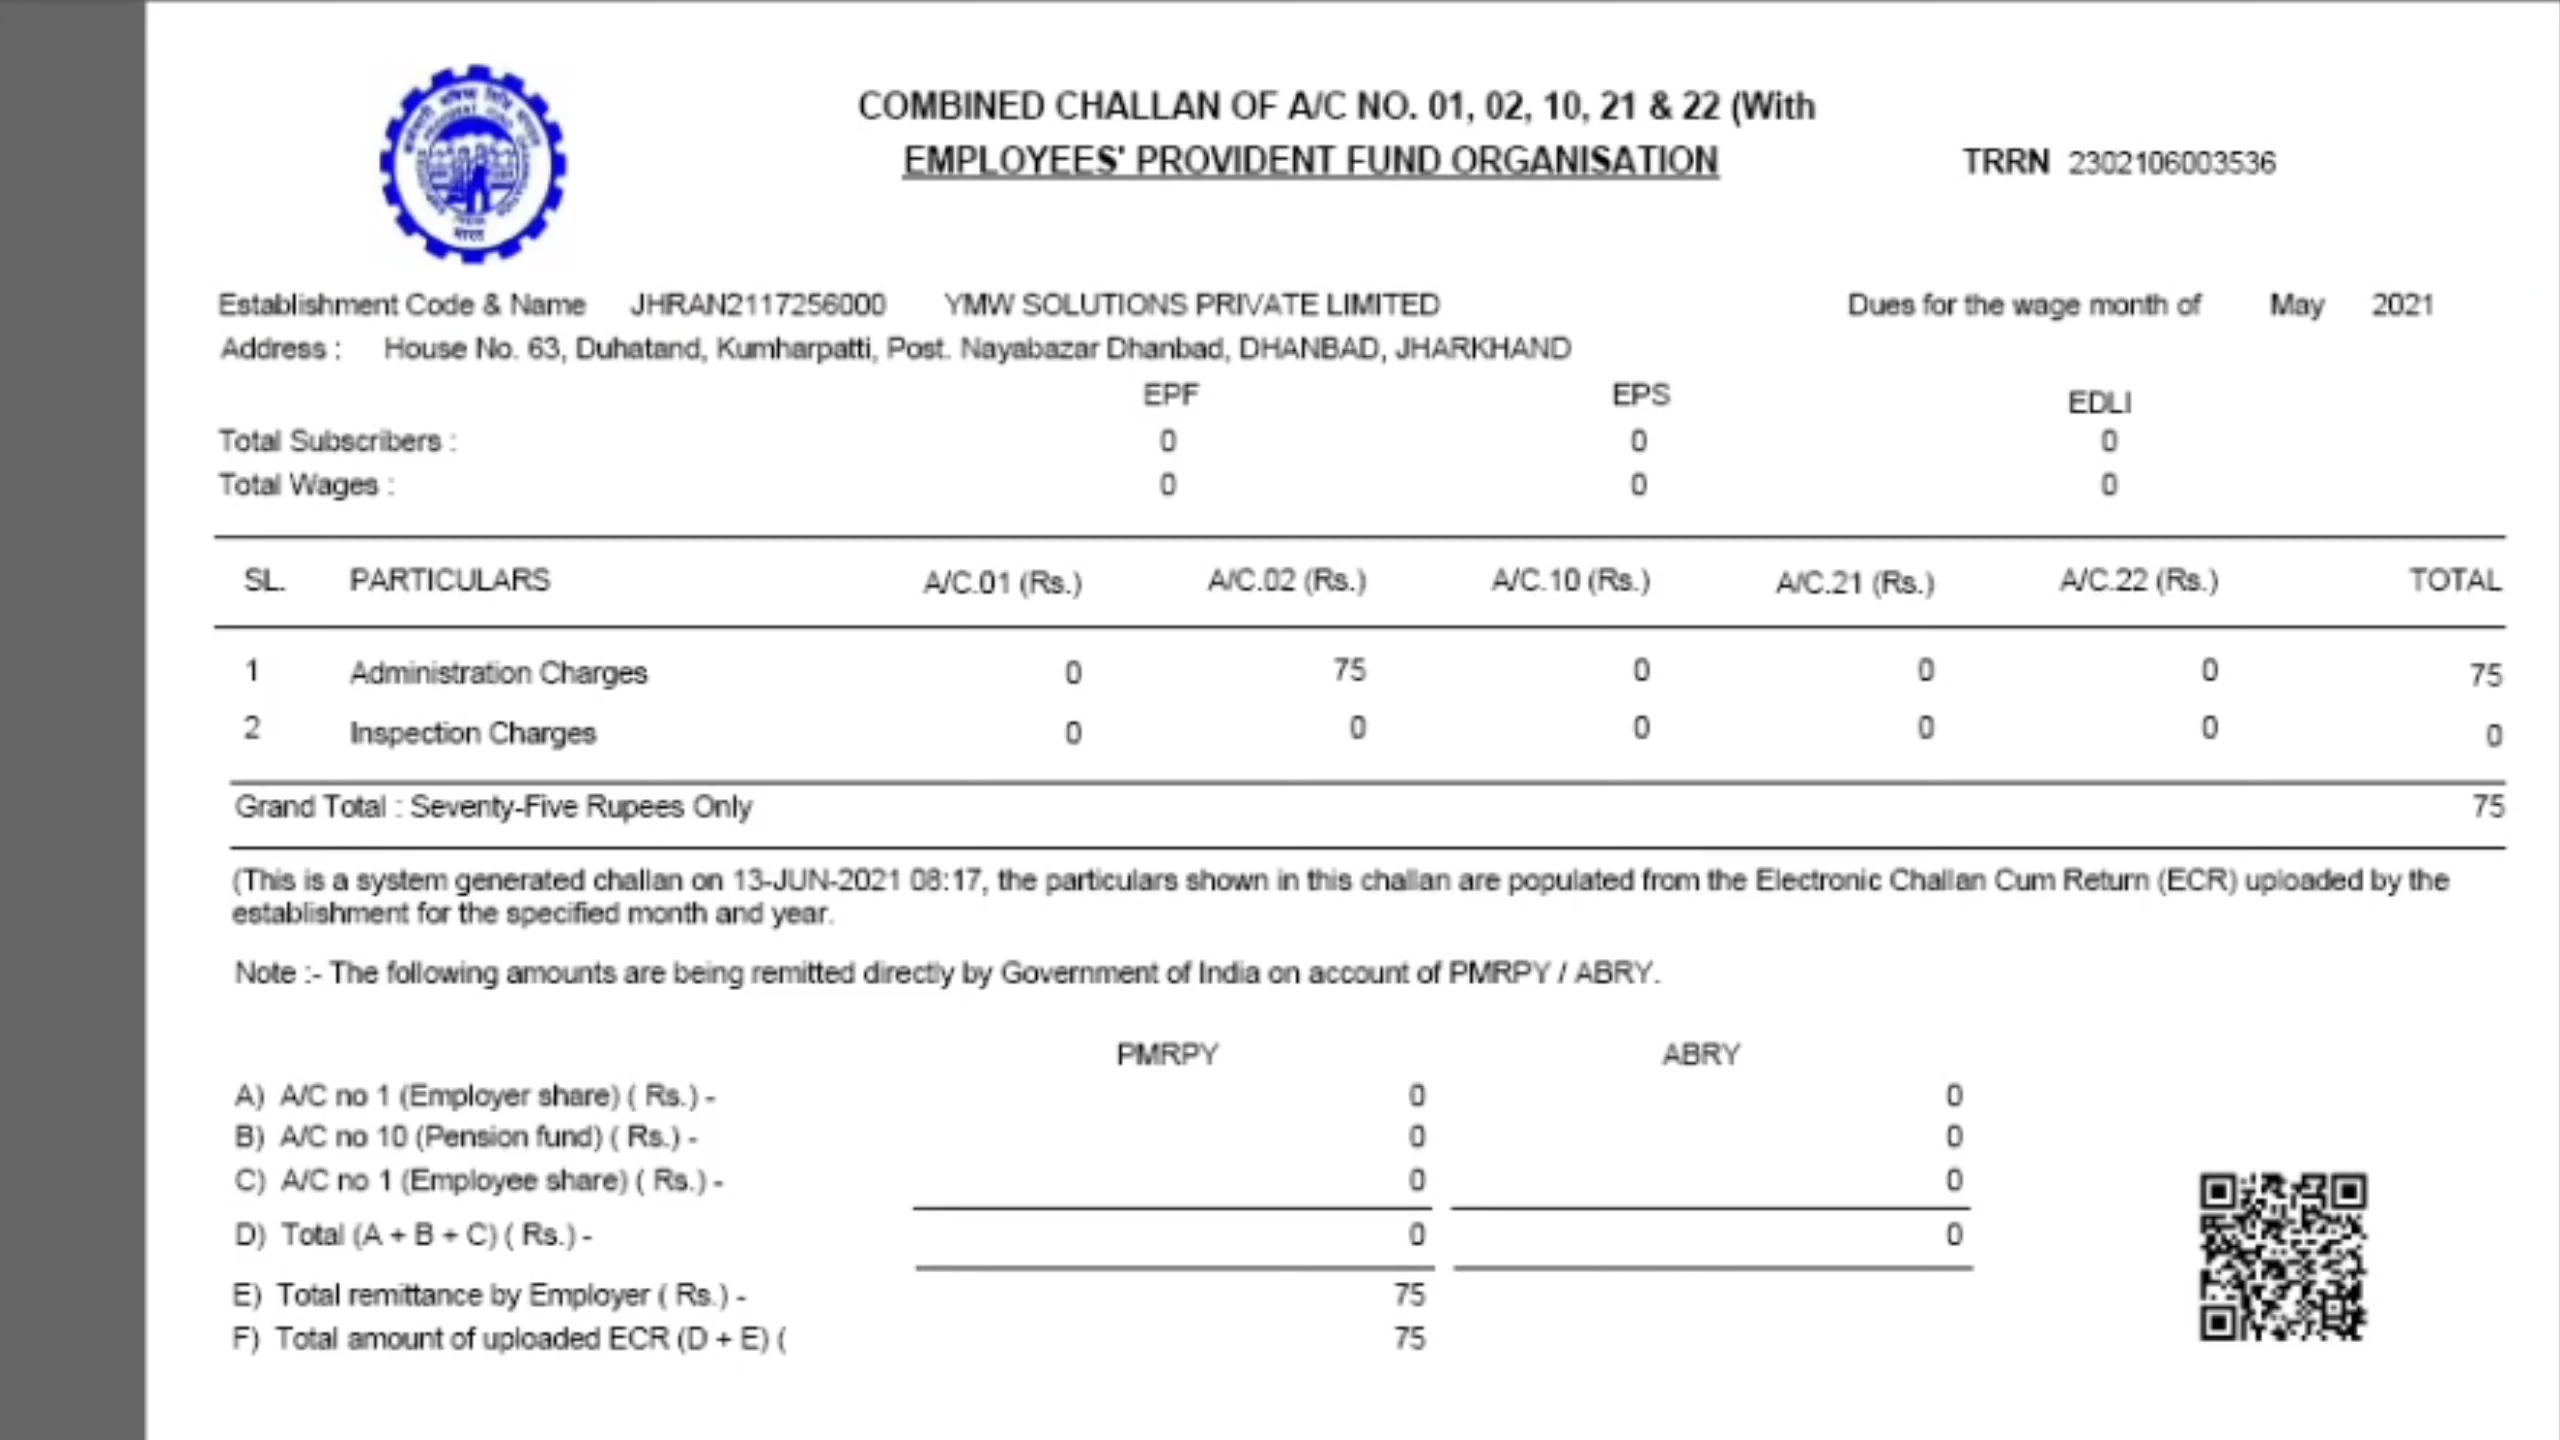 COMBINED CHALLAN OF A/C NO. 01, 02, 10, 21 & 22 (With
EMPLOYEES' PROVIDENT FUND ORGANISATION
TRRN 2302106003536
भारत
Establishment Code & Name JHRAN2117256000 YMW SOLUTIONS PRIVATE LIMITED Dues for the wage month of May 2021
Address : House No. 63, Duhatand, Kumharpatti, Post. Nayabazar Dhanbad, DHANBAD, JHARKHAND
EPF EPS EDLI
Total Subscribers : 0 0 0
Total Wages : 0 0 0
SL. PARTICULARS A/C.01 (Rs.) A/C.02 (Rs.) A/C.10 (Rs.) A/C.21 (Rs.) A/C.22 (Rs.) TOTAL
1 Administration Charges 0 75 0 0 0 75
2 Inspection Charges 0 0 0 0 0 0
Grand Total : Seventy-Five Rupees Only 75
(This is a system generated challan on 13-JUN-2021 08:17, the particulars shown in this challan are populated from the Electronic Challan Cum Return (ECR) uploaded by the
establishment for the specified month and year.
Note :- The following amounts are being remitted directly by Government of India on account of PMRPY / ABRY.
PMRPY ABRY
A) A/C no 1 (Employer share) ( Rs.) - 0 0
B) A/C no 10 (Pension fund) ( Rs.) - 0 0
C) A/C no 1 (Employee share) ( Rs.) - 0 0
D) Total (A + B + C) ( Rs.) - 0 0
E) Total remittance by Employer ( Rs.) - 75
F) Total amount of uploaded ECR (D + E) ( 75